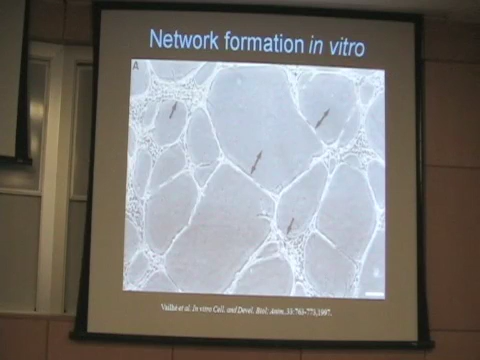 Network formation in vitro
A
Vailhé et al. In vitro Cell. and Devel. Biol. Anim. 33:763-773,1997.